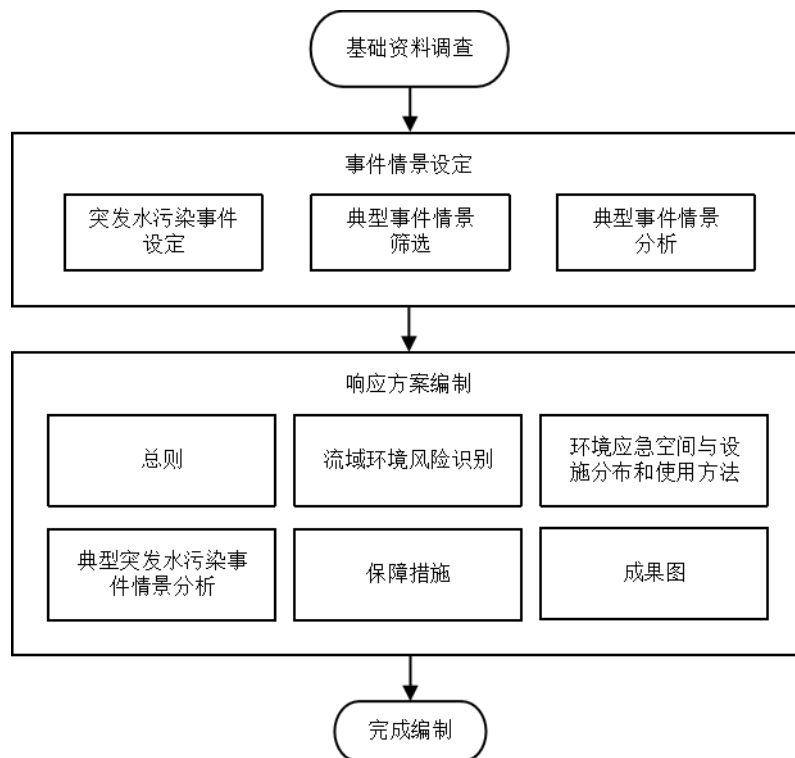 基础资料调查
事件情景设定
突发水污染事件
设定
典型事件情景
筛选
典型事件情景
分析
响应方案编制
总则
流域环境风险识别
环境应急空间与设
施分布和使用方法
典型突发水污染事
件情景分析
保障措施
成果图
完成编制